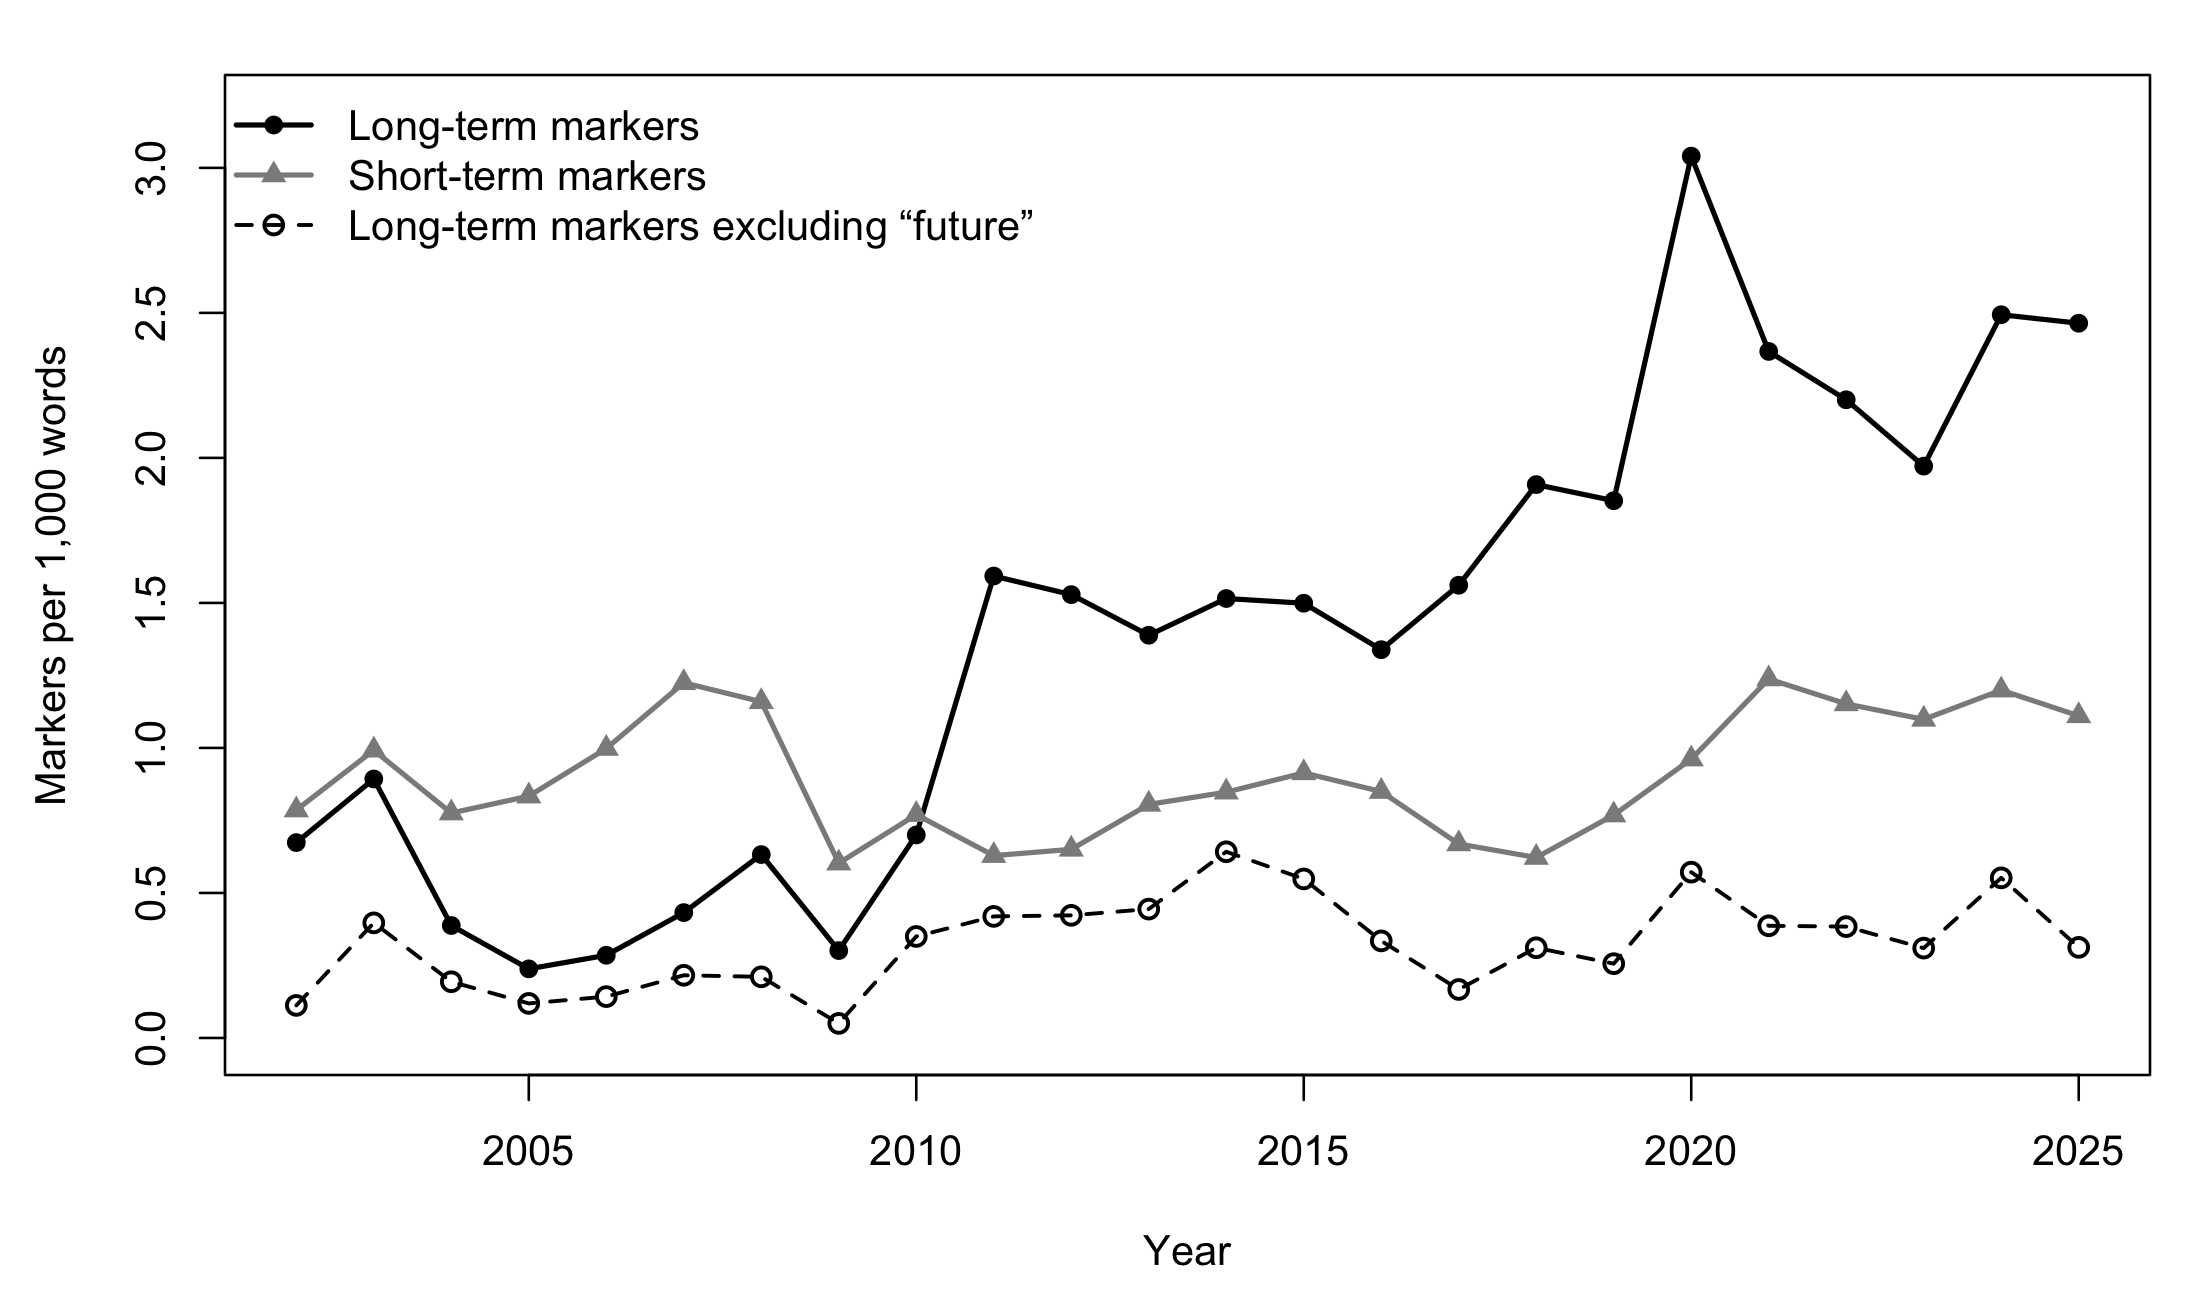 Long-term markers
Short-term markers
Long-term markers excluding “future”
Markers per 1,000 words
3.0
2.5
2.0
1.5
1.0
0.5
0.0
2005 2010 2015 2020 2025
Year